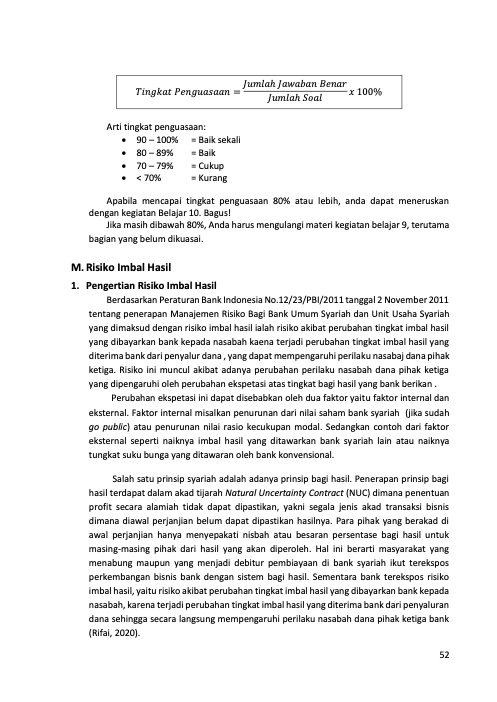 Tingkat Penguasaan = Jumlah Jawaban Benar / Jumlah Soal x 100%
Arti tingkat penguasaan:
• 90 – 100% = Baik sekali
• 80 – 89% = Baik
• 70 – 79% = Cukup
• < 70% = Kurang
Apabila mencapai tingkat penguasaan 80% atau lebih, anda dapat meneruskan
dengan kegiatan Belajar 10. Bagus!
Jika masih dibawah 80%, Anda harus mengulangi materi kegiatan belajar 9, terutama
bagian yang belum dikuasai.
M. Risiko Imbal Hasil
1. Pengertian Risiko Imbal Hasil
Berdasarkan Peraturan Bank Indonesia No.12/23/PBI/2011 tanggal 2 November 2011
tentang penerapan Manajemen Risiko Bagi Bank Umum Syariah dan Unit Usaha Syariah
yang dimaksud dengan risiko imbal hasil ialah risiko akibat perubahan tingkat imbal hasil
yang dibayarkan bank kepada nasabah kaena terjadi perubahan tingkat imbal hasil yang
diterima bank dari penyalur dana , yang dapat mempengaruhi perilaku nasabaj dana pihak
ketiga. Risiko ini muncul akibat adanya perubahan perilaku nasabah dana pihak ketiga
yang dipengaruhi oleh perubahan ekspetasi atas tingkat bagi hasil yang bank berikan .
Perubahan ekspetasi ini dapat disebabkan oleh dua faktor yaitu faktor internal dan
eksternal. Faktor internal misalkan penurunan dari nilai saham bank syariah (jika sudah
go public) atau penurunan nilai rasio kecukupan modal. Sedangkan contoh dari faktor
eksternal seperti naiknya imbal hasil yang ditawarkan bank syariah lain atau naiknya
tungkat suku bunga yang ditawaran oleh bank konvensional.
Salah satu prinsip syariah adalah adanya prinsip bagi hasil. Penerapan prinsip bagi
hasil terdapat dalam akad tijarah Natural Uncertainty Contract (NUC) dimana penentuan
profit secara alamiah tidak dapat dipastikan, yakni segala jenis akad transaksi bisnis
dimana diawal perjanjian belum dapat dipastikan hasilnya. Para pihak yang berakad di
awal perjanjian hanya menyepakati nisbah atau besaran persentase bagi hasil untuk
masing-masing pihak dari hasil yang akan diperoleh. Hal ini berarti masyarakat yang
menabung maupun yang menjadi debitur pembiayaan di bank syariah ikut terekpos
perkembangan bisnis bank dengan sistem bagi hasil. Sementara bank terekspos risiko
imbal hasil, yaitu risiko akibat perubahan tingkat imbal hasil yang dibayarkan bank kepada
nasabah, karena terjadi perubahan tingkat imbal hasil yang diterima bank dari penyaluran
dana sehingga secara langsung mempengaruhi perilaku nasabah dana pihak ketiga bank
(Rifai, 2020).
52